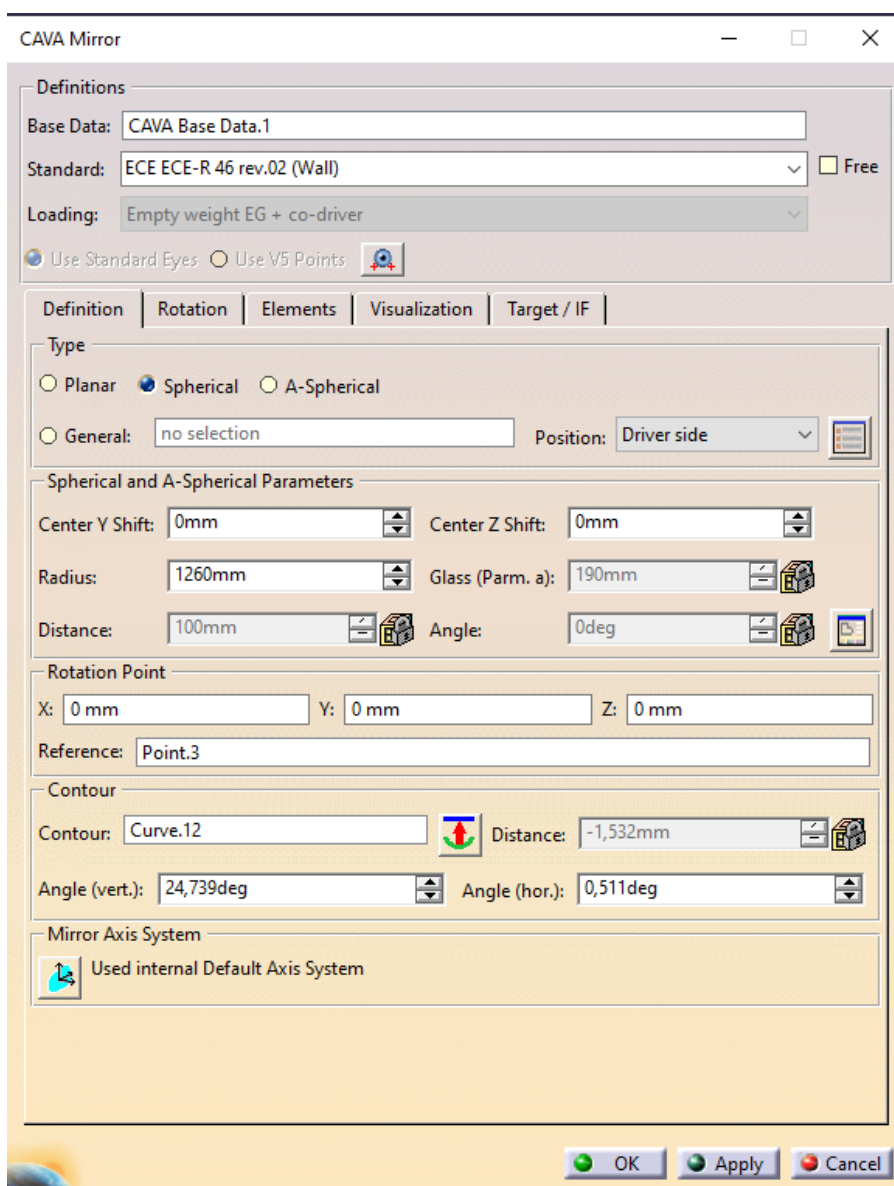 CAVA Mirror
Definitions
Base Data: CAVA Base Data.1
Standard: ECE ECE-R 46 rev.02 (Wall) Free
Loading: Empty weight EG + co-driver
Use Standard Eyes Use V5 Points
Definition Rotation Elements Visualization Target / IF
Type
Planar Spherical A-Spherical
General: no selection Position: Driver side
Spherical and A-Spherical Parameters
Center Y Shift: 0mm Center Z Shift: 0mm
Radius: 1260mm Glass (Parm. a): 190mm
Distance: 100mm Angle: 0deg
Rotation Point
X: 0 mm Y: 0 mm Z: 0 mm
Reference: Point.3
Contour
Contour: Curve.12 Distance: -1,532mm
Angle (vert.): 24,739deg Angle (hor.): 0,511deg
Mirror Axis System
Used internal Default Axis System
OK Apply Cancel